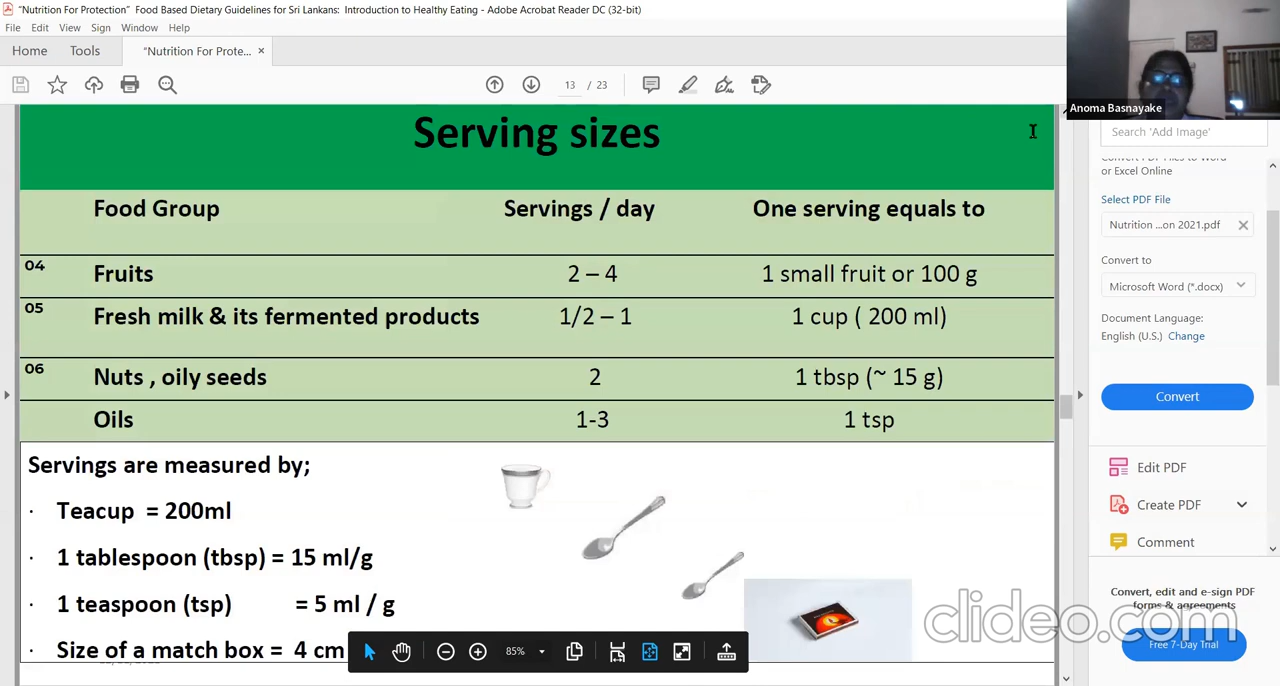 "Nutrition For Protection" Food Based Dietary Guidelines for Sri Lankans: Introduction to Healthy Eating - Adobe Acrobat Reader DC (32-bit)
File Edit View Sign Window Help
Home Tools "Nutrition For Prote... ×
13 / 23
Anoma Basnayake
Search 'Add Image'
Convert PDF Files to Word
or Excel Online
Select PDF File
Nutrition ...on 2021.pdf
Convert to
Microsoft Word (*.docx)
Document Language:
English (U.S.) Change
Convert
Edit PDF
Create PDF
Comment
Convert, edit and e-sign PDF
forms & agreements
Free 7-Day Trial
Serving sizes
Food Group Servings / day One serving equals to
04 Fruits 2 – 4 1 small fruit or 100 g
05 Fresh milk & its fermented products 1/2 – 1 1 cup ( 200 ml)
06 Nuts , oily seeds 2 1 tbsp (~ 15 g)
Oils 1-3 1 tsp
Servings are measured by;
· Teacup = 200ml
· 1 tablespoon (tbsp) = 15 ml/g
· 1 teaspoon (tsp) = 5 ml / g
· Size of a match box = 4 cm
85%
clideo.com